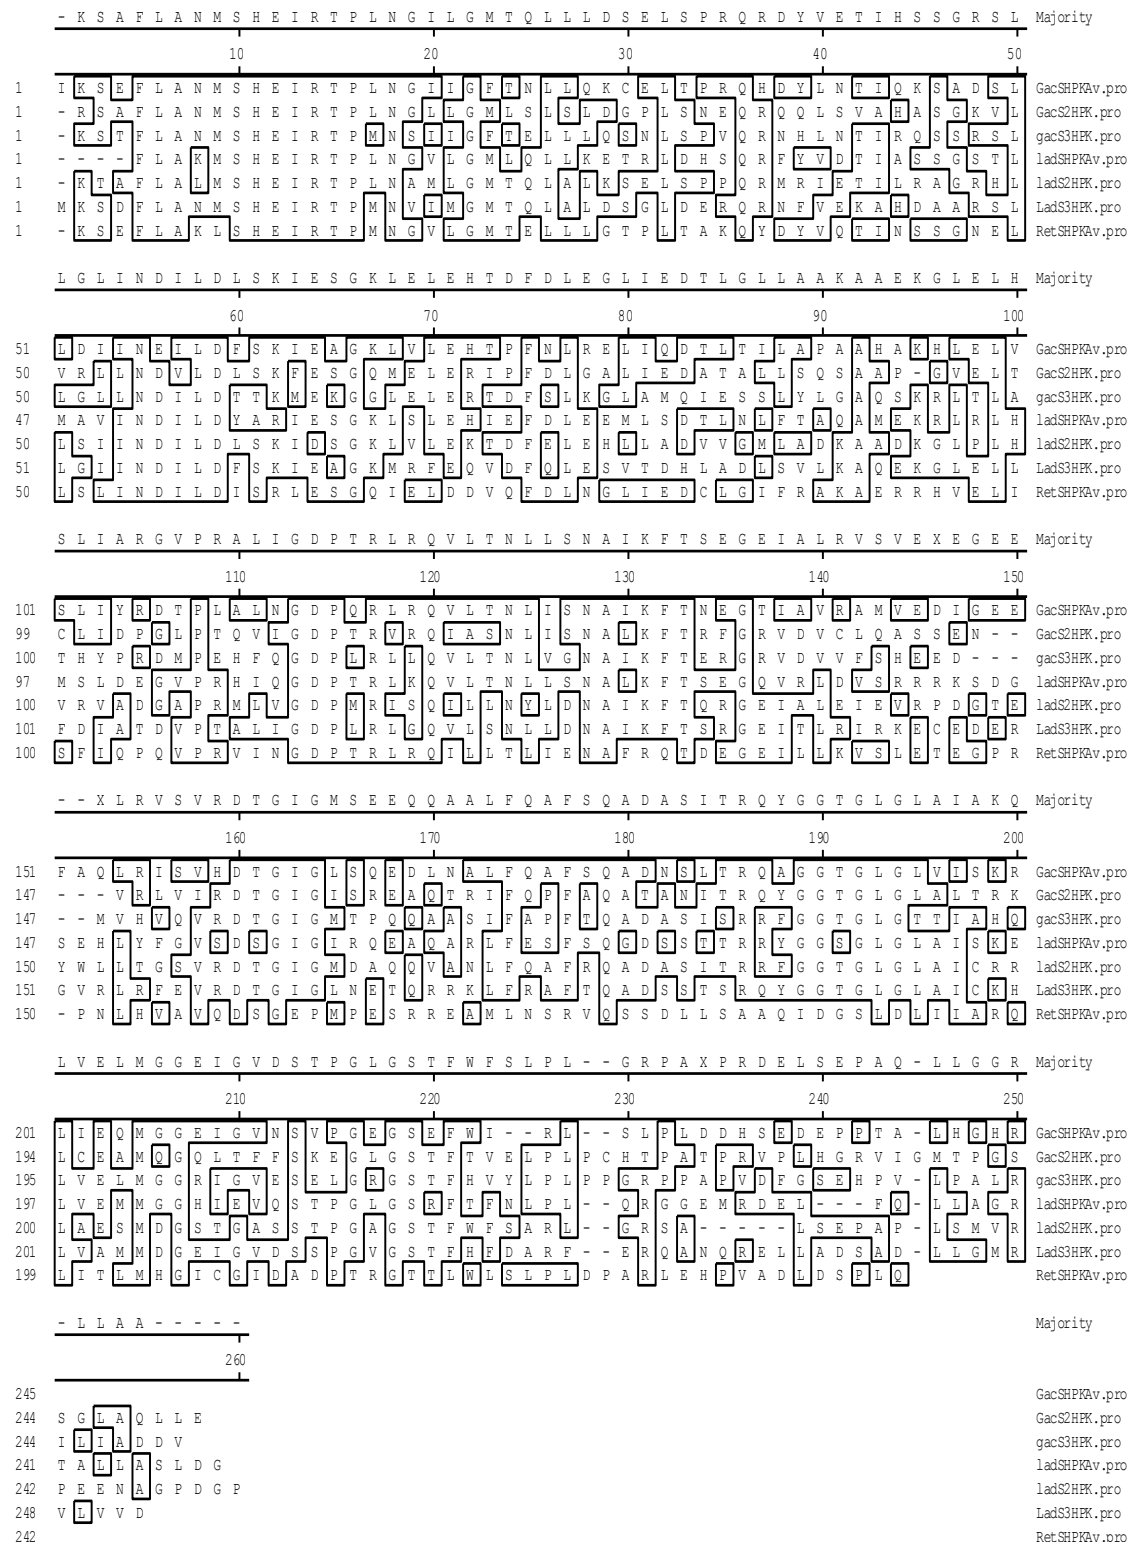 - K S A F L A N M S H E I R T P L N G I L G M T Q L L L D S E L S P R Q R D Y V E T I H S S G R S L Majority
10 20 30 40 50
1 I K S E F L A N M S H E I R T P L N G I I G F T N L L Q K C E L T P R Q H D Y L N T I Q K S A D S L GacSHPKAv.pro
1 - R S A F L A N M S H E I R T P L N G L L G M L S L S L D G P L S N E Q R Q Q L S V A H A S G K V L GacS2HPK.pro
1 - K S T F L A N M S H E I R T P M N S I I G F T E L L L Q S N L S P V Q R N H L N T I R Q S S R S L gacS3HPK.pro
1 - - - - F L A K M S H E I R T P L N G V L G M L Q L L K E T R L D H S Q R F Y V D T I A S S G S T L ladSHPKAv.pro
1 - K T A F L A L M S H E I R T P L N A M L G M T Q L A L K S E L S P P Q R M R I E T I L R A G R H L ladS2HPK.pro
1 M K S D F L A N M S H E I R T P M N V I M G M T Q L A L D S G L D E R Q R N F V E K A H D A A R S L LadS3HPK.pro
1 - K S E F L A K L S H E I R T P M N G V L G M T E L L L G T P L T A K Q Y D Y V Q T I N S S G N E L RetSHPKAv.pro
L G L I N D I L D L S K I E S G K L E L E H T D F D L E G L I E D T L G L L A A K A A E K G L E L H Majority
60 70 80 90 100
51 L D I I N E I L D F S K I E A G K L V L E H T P F N L R E L I Q D T L T I L A P A A H A K H L E L V GacSHPKAv.pro
50 V R L L N D V L D L S K F E S G Q M E L E R I P F D L G A L I E D A T A L L S Q S A A P - G V E L T GacS2HPK.pro
50 L G L L N D I L D T T K M E K G G L E L E R T D F S L K G L A M Q I E S S L Y L G A Q S K R L T L A gacS3HPK.pro
47 M A V I N D I L D Y A R I E S G K L S L E H I E F D L E E M L S D T L N L F T A Q A M E K R L R L H ladSHPKAv.pro
50 L S I I N D I L D L S K I D S G K L V L E K T D F E L E H L L A D V V G M L A D K A A D K G L P L H ladS2HPK.pro
51 L G I I N D I L D F S K I E A G K M R F E Q V D F Q L E S V T D H L A D L S V L K A Q E K G L E L L LadS3HPK.pro
50 L S L I N D I L D I S R L E S G Q I E L D D V Q F D L N G L I E D C L G I F R A K A E R R H V E L I RetSHPKAv.pro
S L I A R G V P R A L I G D P T R L R Q V L T N L L S N A I K F T S E G E I A L R V S V E X E G E E Majority
110 120 130 140 150
101 S L I Y R D T P L A L N G D P Q R L R Q V L T N L I S N A I K F T N E G T I A V R A M V E D I G E E GacSHPKAv.pro
99 C L I D P G L P T Q V I G D P T R V R Q I A S N L I S N A L K F T R F G R V D V C L Q A S S E N - - GacS2HPK.pro
100 T H Y P R D M P E H F Q G D P L R L L Q V L T N L V G N A I K F T E R G R V D V V F S H E E D - - - gacS3HPK.pro
97 M S L D E G V P R H I Q G D P T R L K Q V L T N L L S N A L K F T S E G Q V R L D V S R R R K S D G ladSHPKAv.pro
100 V R V A D G A P R M L V G D P M R I S Q I L L N Y L D N A I K F T Q R G E I A L E I E V R P D G T E ladS2HPK.pro
101 F D I A T D V P T A L I G D P L R L G Q V L S N L L D N A I K F T S R G E I T L R I R K E C E D E R LadS3HPK.pro
100 S F I Q P Q V P R V I N G D P T R L R Q I L L T L I E N A F R Q T D E G E I L L K V S L E T E G P R RetSHPKAv.pro
- - X L R V S V R D T G I G M S E E Q Q A A L F Q A F S Q A D A S I T R Q Y G G T G L G L A I A K Q Majority
160 170 180 190 200
151 F A Q L R I S V H D T G I G L S Q E D L N A L F Q A F S Q A D N S L T R Q A G G T G L G L V I S K R GacSHPKAv.pro
147 - - - V R L V I R D T G I G I S R E A Q T R I F Q P F A Q A T A N I T R Q Y G G T G L G L A L T R K GacS2HPK.pro
147 - - M V H V Q V R D T G I G M T P Q Q A A S I F A P F T Q A D A S I S R R F G G T G L G T T I A H Q gacS3HPK.pro
147 S E H L Y F G V S D S G I G I R Q E A Q A R L F E S F S Q G D S S T T R R Y G G S G L G L A I S K E ladSHPKAv.pro
150 Y W L L T G S V R D T G I G M D A Q Q V A N L F Q A F R Q A D A S I T R R F G G T G L G L A I C R R ladS2HPK.pro
151 G V R L R F E V R D T G I G L N E T Q R R K L F R A F T Q A D S S T S R Q Y G G T G L G L A I C K H LadS3HPK.pro
150 - P N L H V A V Q D S G E P M P E S R R E A M L N S R V Q S S D L L S A A Q I D G S L D L I I A R Q RetSHPKAv.pro
L V E L M G G E I G V D S T P G L G S T F W F S L P L - - G R P A X P R D E L S E P A Q - L L G G R Majority
210 220 230 240 250
201 L I E Q M G G E I G V N S V P G E G S E F W I - - R L - - S L P L D D H S E D E P P T A - L H G H R GacSHPKAv.pro
194 L C E A M Q G Q L T F F S K E G L G S T F T V E L P L P C H T P A T P R V P L H G R V I G M T P G S GacS2HPK.pro
195 L V E L M G G R I G V E S E L G R G S T F H V Y L P L P P G R P P A P V D F G S E H P V - L P A L R gacS3HPK.pro
197 L V E M M G G H I E V Q S T P G L G S R F T F N L P L - - Q R G G E M R D E L - - - F Q - L L A G R ladSHPKAv.pro
200 L A E S M D G S T G A S S T P G A G S T F W F S A R L - - G R S A - - - - - L S E P A P - L S M V R ladS2HPK.pro
201 L V A M M D G E I G V D S S P G V G S T F H F D A R F - - E R Q A N Q R E L L A D S A D - L L G M R LadS3HPK.pro
199 L I T L M H G I C G I D A D P T R G T T L W L S L P L D P A R L E H P V A D L D S P L Q RetSHPKAv.pro
- L L A A - - - - - Majority
260
245 GacSHPKAv.pro
244 S G L A Q L L E GacS2HPK.pro
244 I L I A D D V gacS3HPK.pro
241 T A L L A S L D G ladSHPKAv.pro
242 P E E N A G P D G P ladS2HPK.pro
248 V L V V D LadS3HPK.pro
242 RetSHPKAv.pro